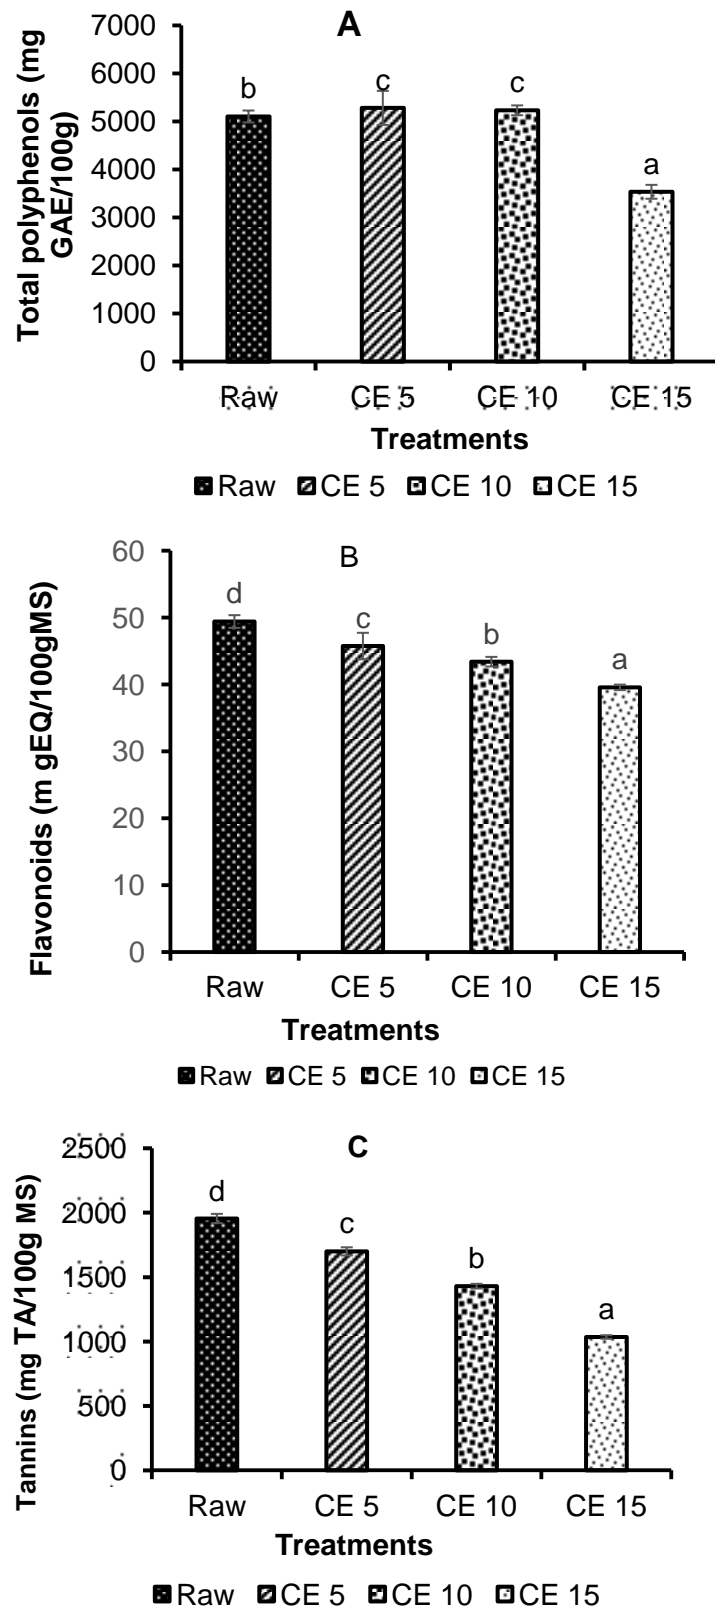 A
Total polyphenols (mg
GAE/100g)
7000
6000
5000
4000
3000
2000
1000
0
b
c
c
a
Raw CE 5 CE 10 CE 15
Treatments
Raw CE 5 CE 10 CE 15
B
Flavonoids (m gEQ/100gMS)
60
50
40
30
20
10
0
d
c
b
a
Raw CE 5 CE 10 CE 15
Treatments
Raw CE 5 CE 10 CE 15
C
Tannins (mg TA/100g MS)
2500
2000
1500
1000
500
0
d
c
b
a
Raw CE 5 CE 10 CE 15
Treatments
Raw CE 5 CE 10 CE 15